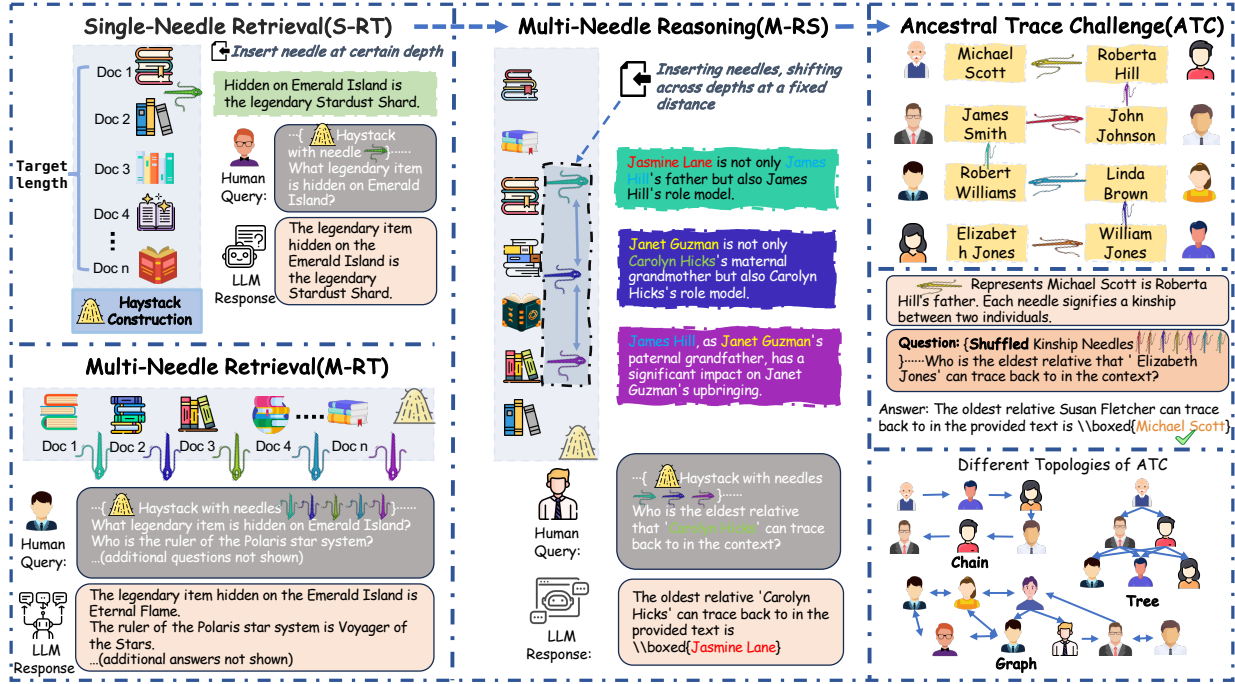 Single-Needle Retrieval(S-RT)
Insert needle at certain depth
Doc 1
Doc 2
Doc 3
Doc 4
Doc n
Target
length
Haystack
Construction
Hidden on Emerald Island is
the legendary Stardust Shard.
Human
Query:
...{ Haystack
with needle }......
What legendary item
is hidden on Emerald
Island?
LLM
Response
The legendary item
hidden on the
Emerald Island is
the legendary
Stardust Shard.
Multi-Needle Retrieval(M-RT)
Doc 1
Doc 2
Doc 3
Doc 4
Doc n
Human
Query:
...{ Haystack with needles }......
What legendary item is hidden on Emerald Island?
Who is the ruler of the Polaris star system?
...(additional questions not shown)
LLM
Response
The legendary item hidden on the Emerald Island is
Eternal Flame.
The ruler of the Polaris star system is Voyager of
the Stars.
...(additional answers not shown)
Multi-Needle Reasoning(M-RS)
Inserting needles, shifting
across depths at a fixed
distance
Jasmine Lane is not only James
Hill's father but also James
Hill's role model.
Janet Guzman is not only
Carolyn Hicks's maternal
grandmother but also Carolyn
Hicks's role model.
James Hill, as Janet Guzman's
paternal grandfather, has a
significant impact on Janet
Guzman's upbringing.
Human
Query:
...{ Haystack with needles
}......
Who is the eldest relative
that 'Carolyn Hicks' can trace
back to in the context?
LLM
Response:
The oldest relative 'Carolyn
Hicks' can trace back to in the
provided text is
\\boxed{Jasmine Lane}
Ancestral Trace Challenge(ATC)
Michael
Scott
Roberta
Hill
James
Smith
John
Johnson
Robert
Williams
Linda
Brown
Elizabet
h Jones
William
Jones
Represents Michael Scott is Roberta
Hill's father. Each needle signifies a kinship
between two individuals.
Question: {Shuffled Kinship Needles
}......Who is the eldest relative that ' Elizabeth
Jones' can trace back to in the context?
Answer: The oldest relative Susan Fletcher can trace
back to in the provided text is \\boxed{Michael Scott}
Different Topologies of ATC
Chain
Tree
Graph